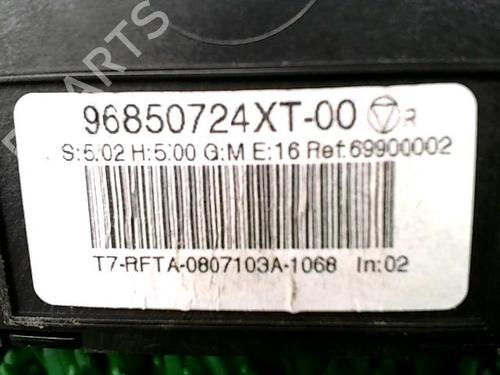 96850724XT-00 R
S:5.02 H:5.00 G:M E:16 Ref:69900002
T7-RFTA-0807103A-1068 In:02